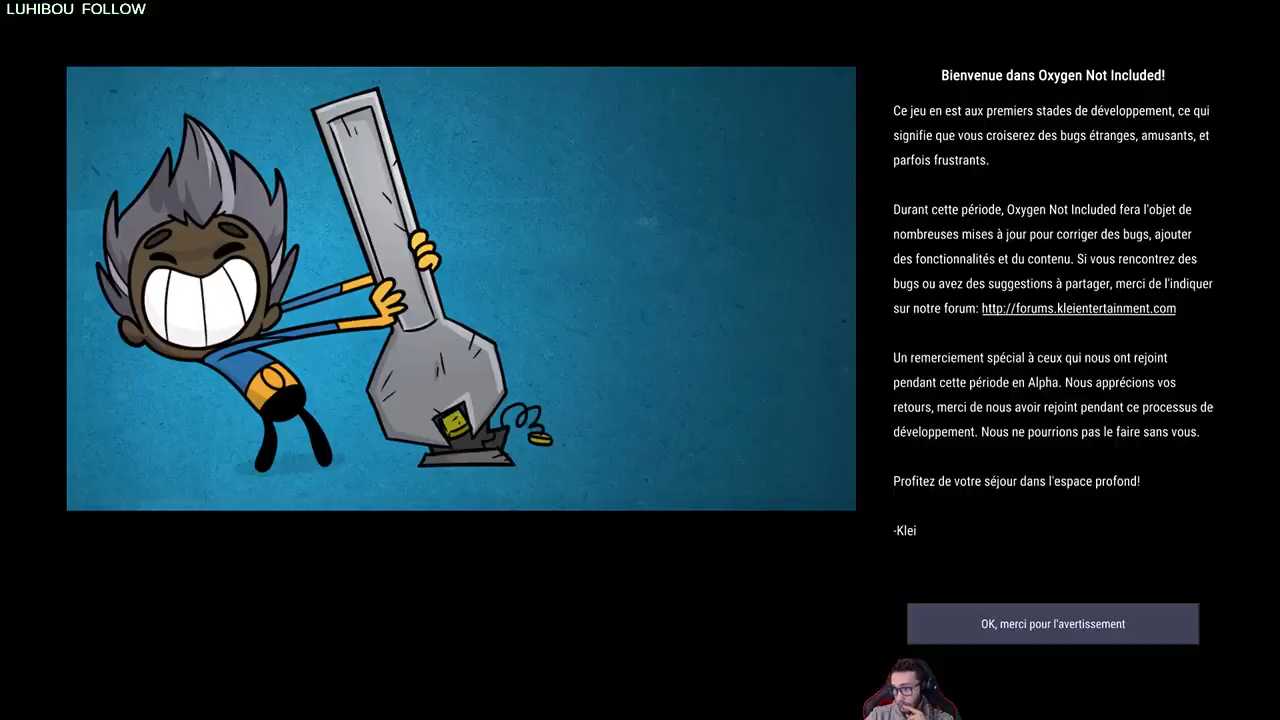 LUHIBOU FOLLOW
Bienvenue dans Oxygen Not Included!
Ce jeu en est aux premiers stades de développement, ce qui
signifie que vous croiserez des bugs étranges, amusants, et
parfois frustrants.
Durant cette période, Oxygen Not Included fera l'objet de
nombreuses mises à jour pour corriger des bugs, ajouter
des fonctionnalités et du contenu. Si vous rencontrez des
bugs ou avez des suggestions à partager, merci de l'indiquer
sur notre forum: http://forums.kleientertainment.com
Un remerciement spécial à ceux qui nous ont rejoint
pendant cette période en Alpha. Nous apprécions vos
retours, merci de nous avoir rejoint pendant ce processus de
développement. Nous ne pourrions pas le faire sans vous.
Profitez de votre séjour dans l'espace profond!
-Klei
OK, merci pour l'avertissement